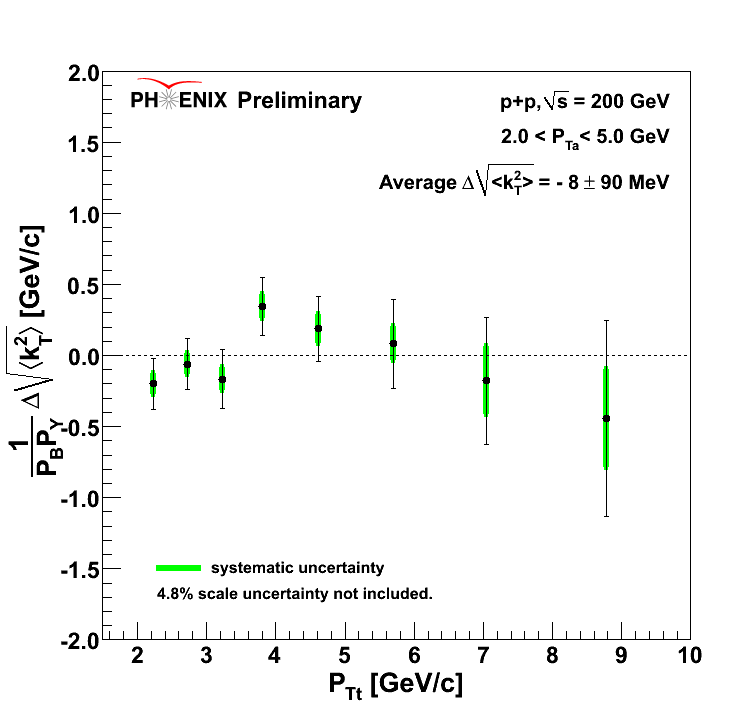 PHENIX Preliminary
p+p, √s = 200 GeV
2.0 < P_Ta < 5.0 GeV
Average Δ√<k_T^2> = - 8 ± 90 MeV
1/(P_B P_Y) Δ√⟨k_T^2⟩ [GeV/c]
2.0
1.5
1.0
0.5
0.0
-0.5
-1.0
-1.5
-2.0
systematic uncertainty
4.8% scale uncertainty not included.
2 3 4 5 6 7 8 9 10
P_Tt [GeV/c]